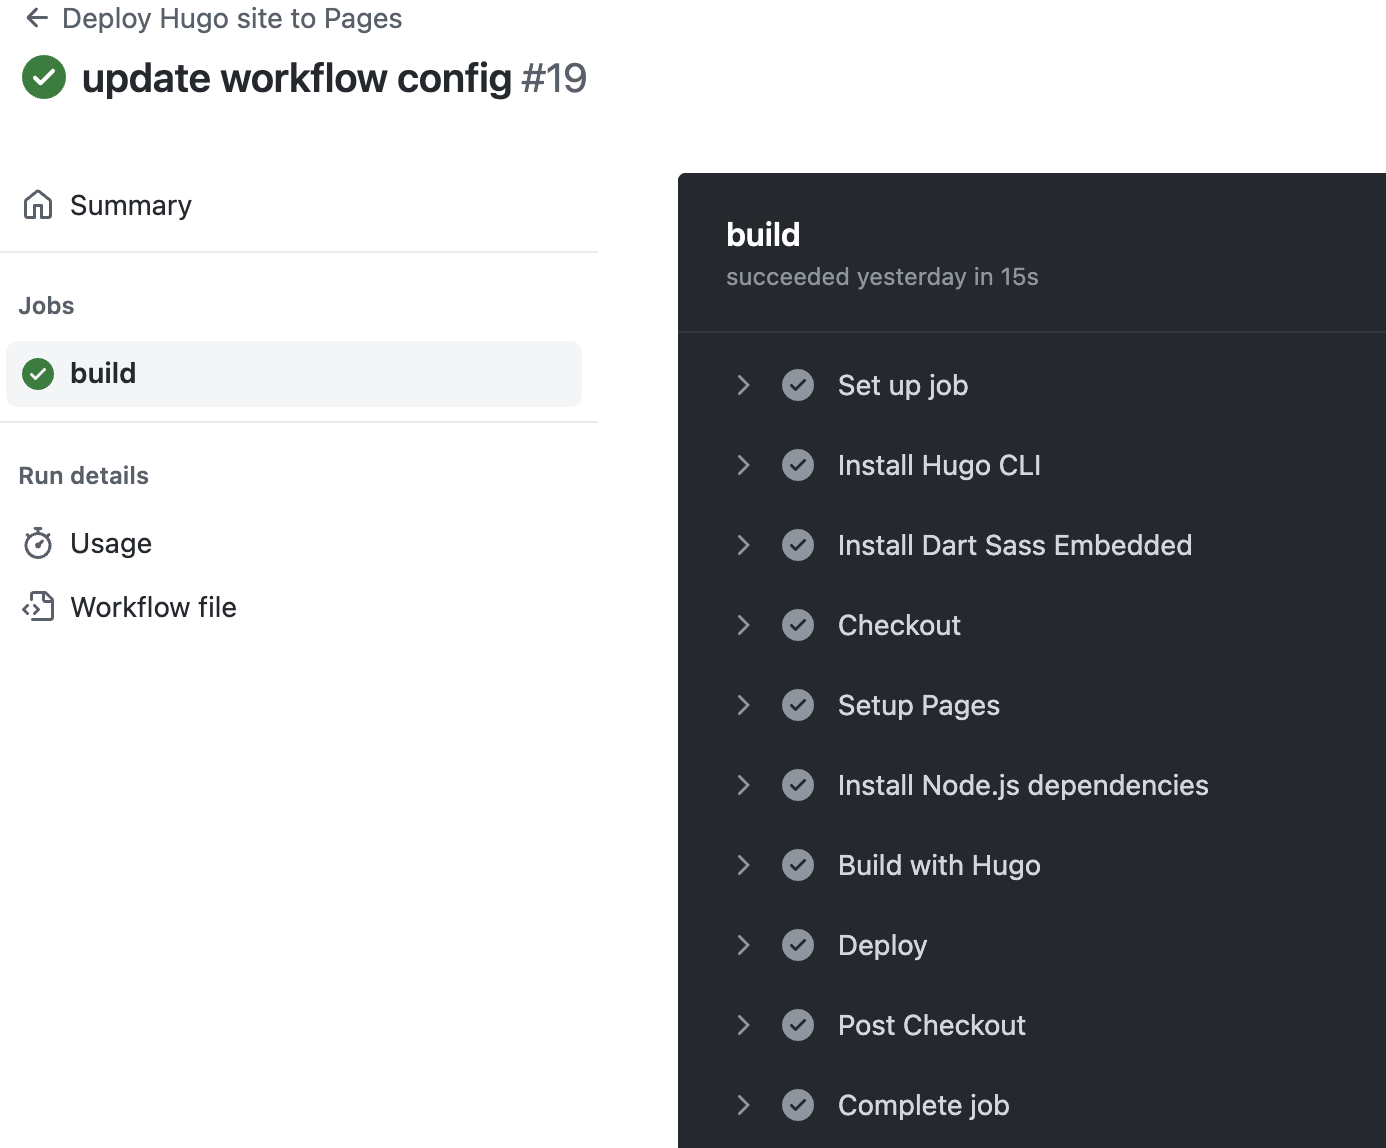 Deploy Hugo site to Pages
update workflow config #19
Summary
Jobs
build
Run details
Usage
Workflow file
build
succeeded yesterday in 15s
Set up job
Install Hugo CLI
Install Dart Sass Embedded
Checkout
Setup Pages
Install Node.js dependencies
Build with Hugo
Deploy
Post Checkout
Complete job